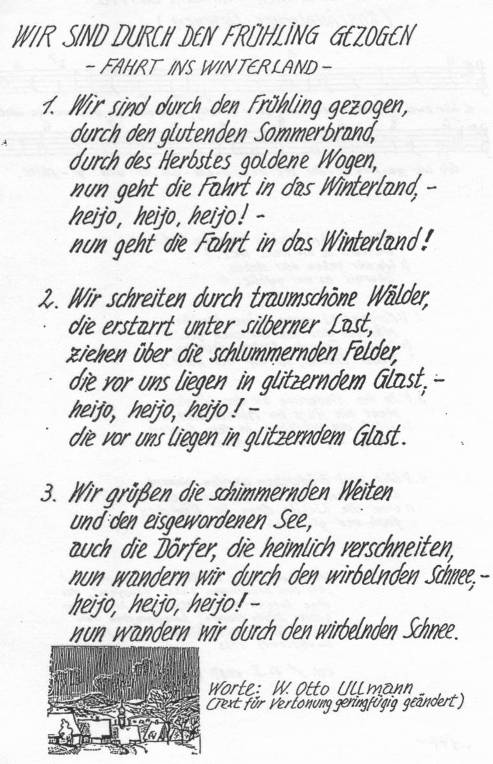 WIR SIND DURCH DEN FRÜHLING GEZOGEN
- FAHRT INS WINTERLAND -
1. Wir sind durch den Frühling gezogen,
durch den glutenden Sommerbrand,
durch des Herbstes goldene Wogen,
nun geht die Fahrt in das Winterland, -
heijo, heijo, heijo! -
nun geht die Fahrt in das Winterland!
2. Wir schreiten durch traumschöne Wälder,
die erstarrt unter silberner Last,
ziehen über die schlummernden Felder,
die vor uns liegen in glitzerndem Glast, -
heijo, heijo, heijo! -
die vor uns liegen in glitzerndem Glast.
3. Wir grüßen die schimmernden Weiten
und den eisgewordenen See,
auch die Dörfer, die heimlich verschneiten,
nun wandern wir durch den wirbelnden Schnee, -
heijo, heijo, heijo! -
nun wandern wir durch den wirbelnden Schnee.
Worte: W. Otto Ullmann
(Text für Vertonung geringfügig geändert)